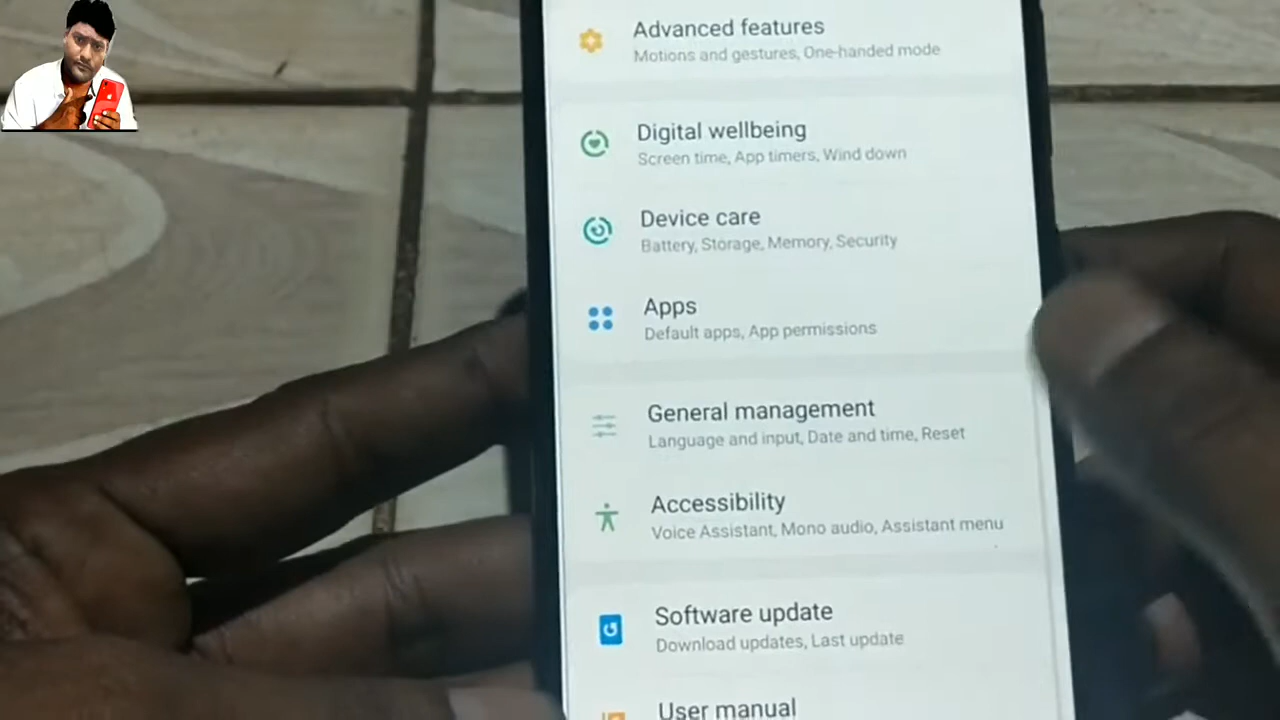 Advanced features
Motions and gestures, One-handed mode
Digital wellbeing
Screen time, App timers, Wind down
Device care
Battery, Storage, Memory, Security
Apps
Default apps, App permissions
General management
Language and input, Date and time, Reset
Accessibility
Voice Assistant, Mono audio, Assistant menu
Software update
Download updates, Last update
User manual